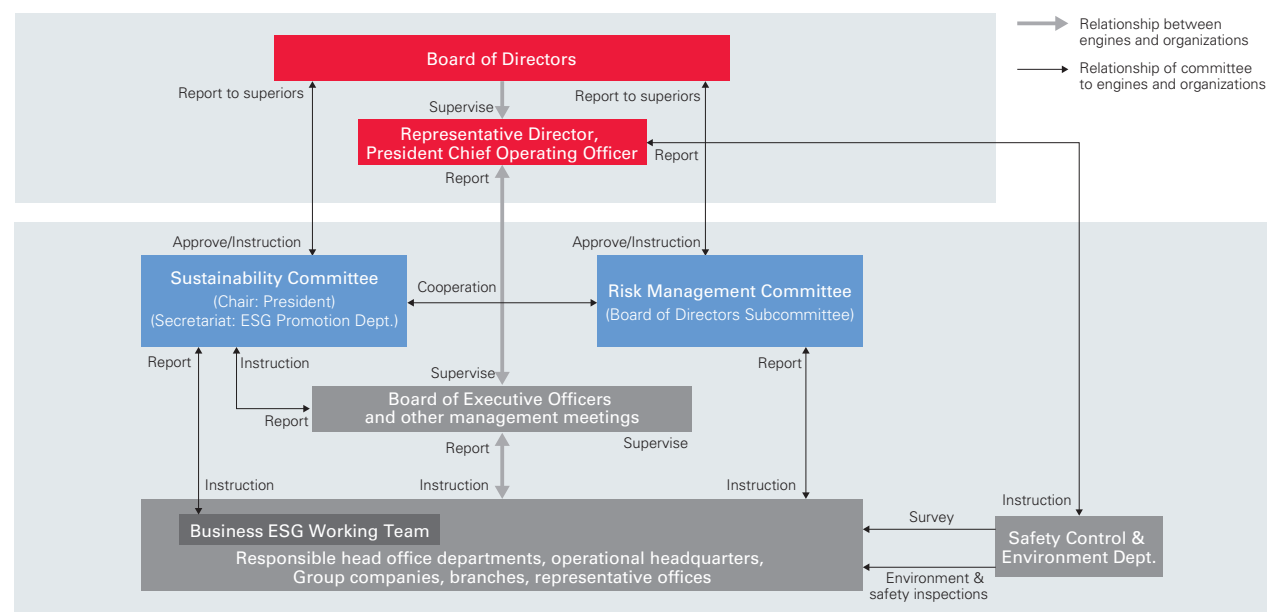 Relationship between
engines and organizations
Relationship of committee
to engines and organizations
Board of Directors
Report to superiors
Report to superiors
Supervise
Representative Director,
President Chief Operating Officer
Report
Report
Approve/Instruction
Approve/Instruction
Sustainability Committee
(Chair: President)
(Secretariat: ESG Promotion Dept.)
Cooperation
Risk Management Committee
(Board of Directors Subcommittee)
Report
Instruction
Report
Supervise
Board of Executive Officers
and other management meetings
Report
Supervise
Report
Instruction
Instruction
Instruction
Instruction
Business ESG Working Team
Responsible head office departments, operational headquarters,
Group companies, branches, representative offices
Survey
Safety Control &
Environment Dept.
Environment &
safety inspections